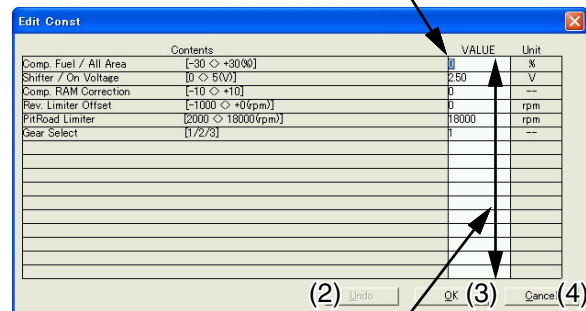 Edit Const
Contents VALUE Unit
Comp. Fuel / All Area [-30 ◇ +30(%)] 0 %
Shifter / On Voltage [0 ◇ 5(V)] 2.50 V
Comp. RAM Correction [-10 ◇ +10] 0 --
Rev. Limiter Offset [-1000 ◇ +0(rpm)] 0 rpm
PitRoad Limiter [2000 ◇ 18000(rpm)] 18000 rpm
Gear Select [1/2/3] 1 --
(2) Undo OK (3) Cancel (4)